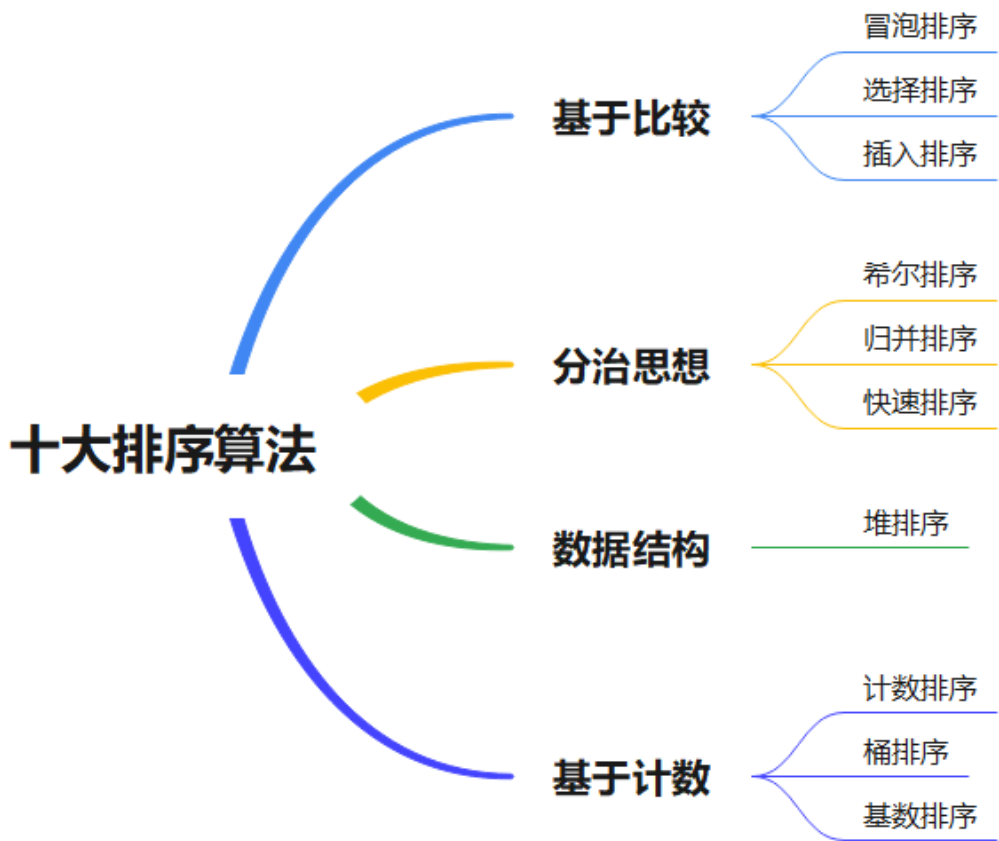 十大排序算法
基于比较
冒泡排序
选择排序
插入排序
分治思想
希尔排序
归并排序
快速排序
数据结构
堆排序
基于计数
计数排序
桶排序
基数排序